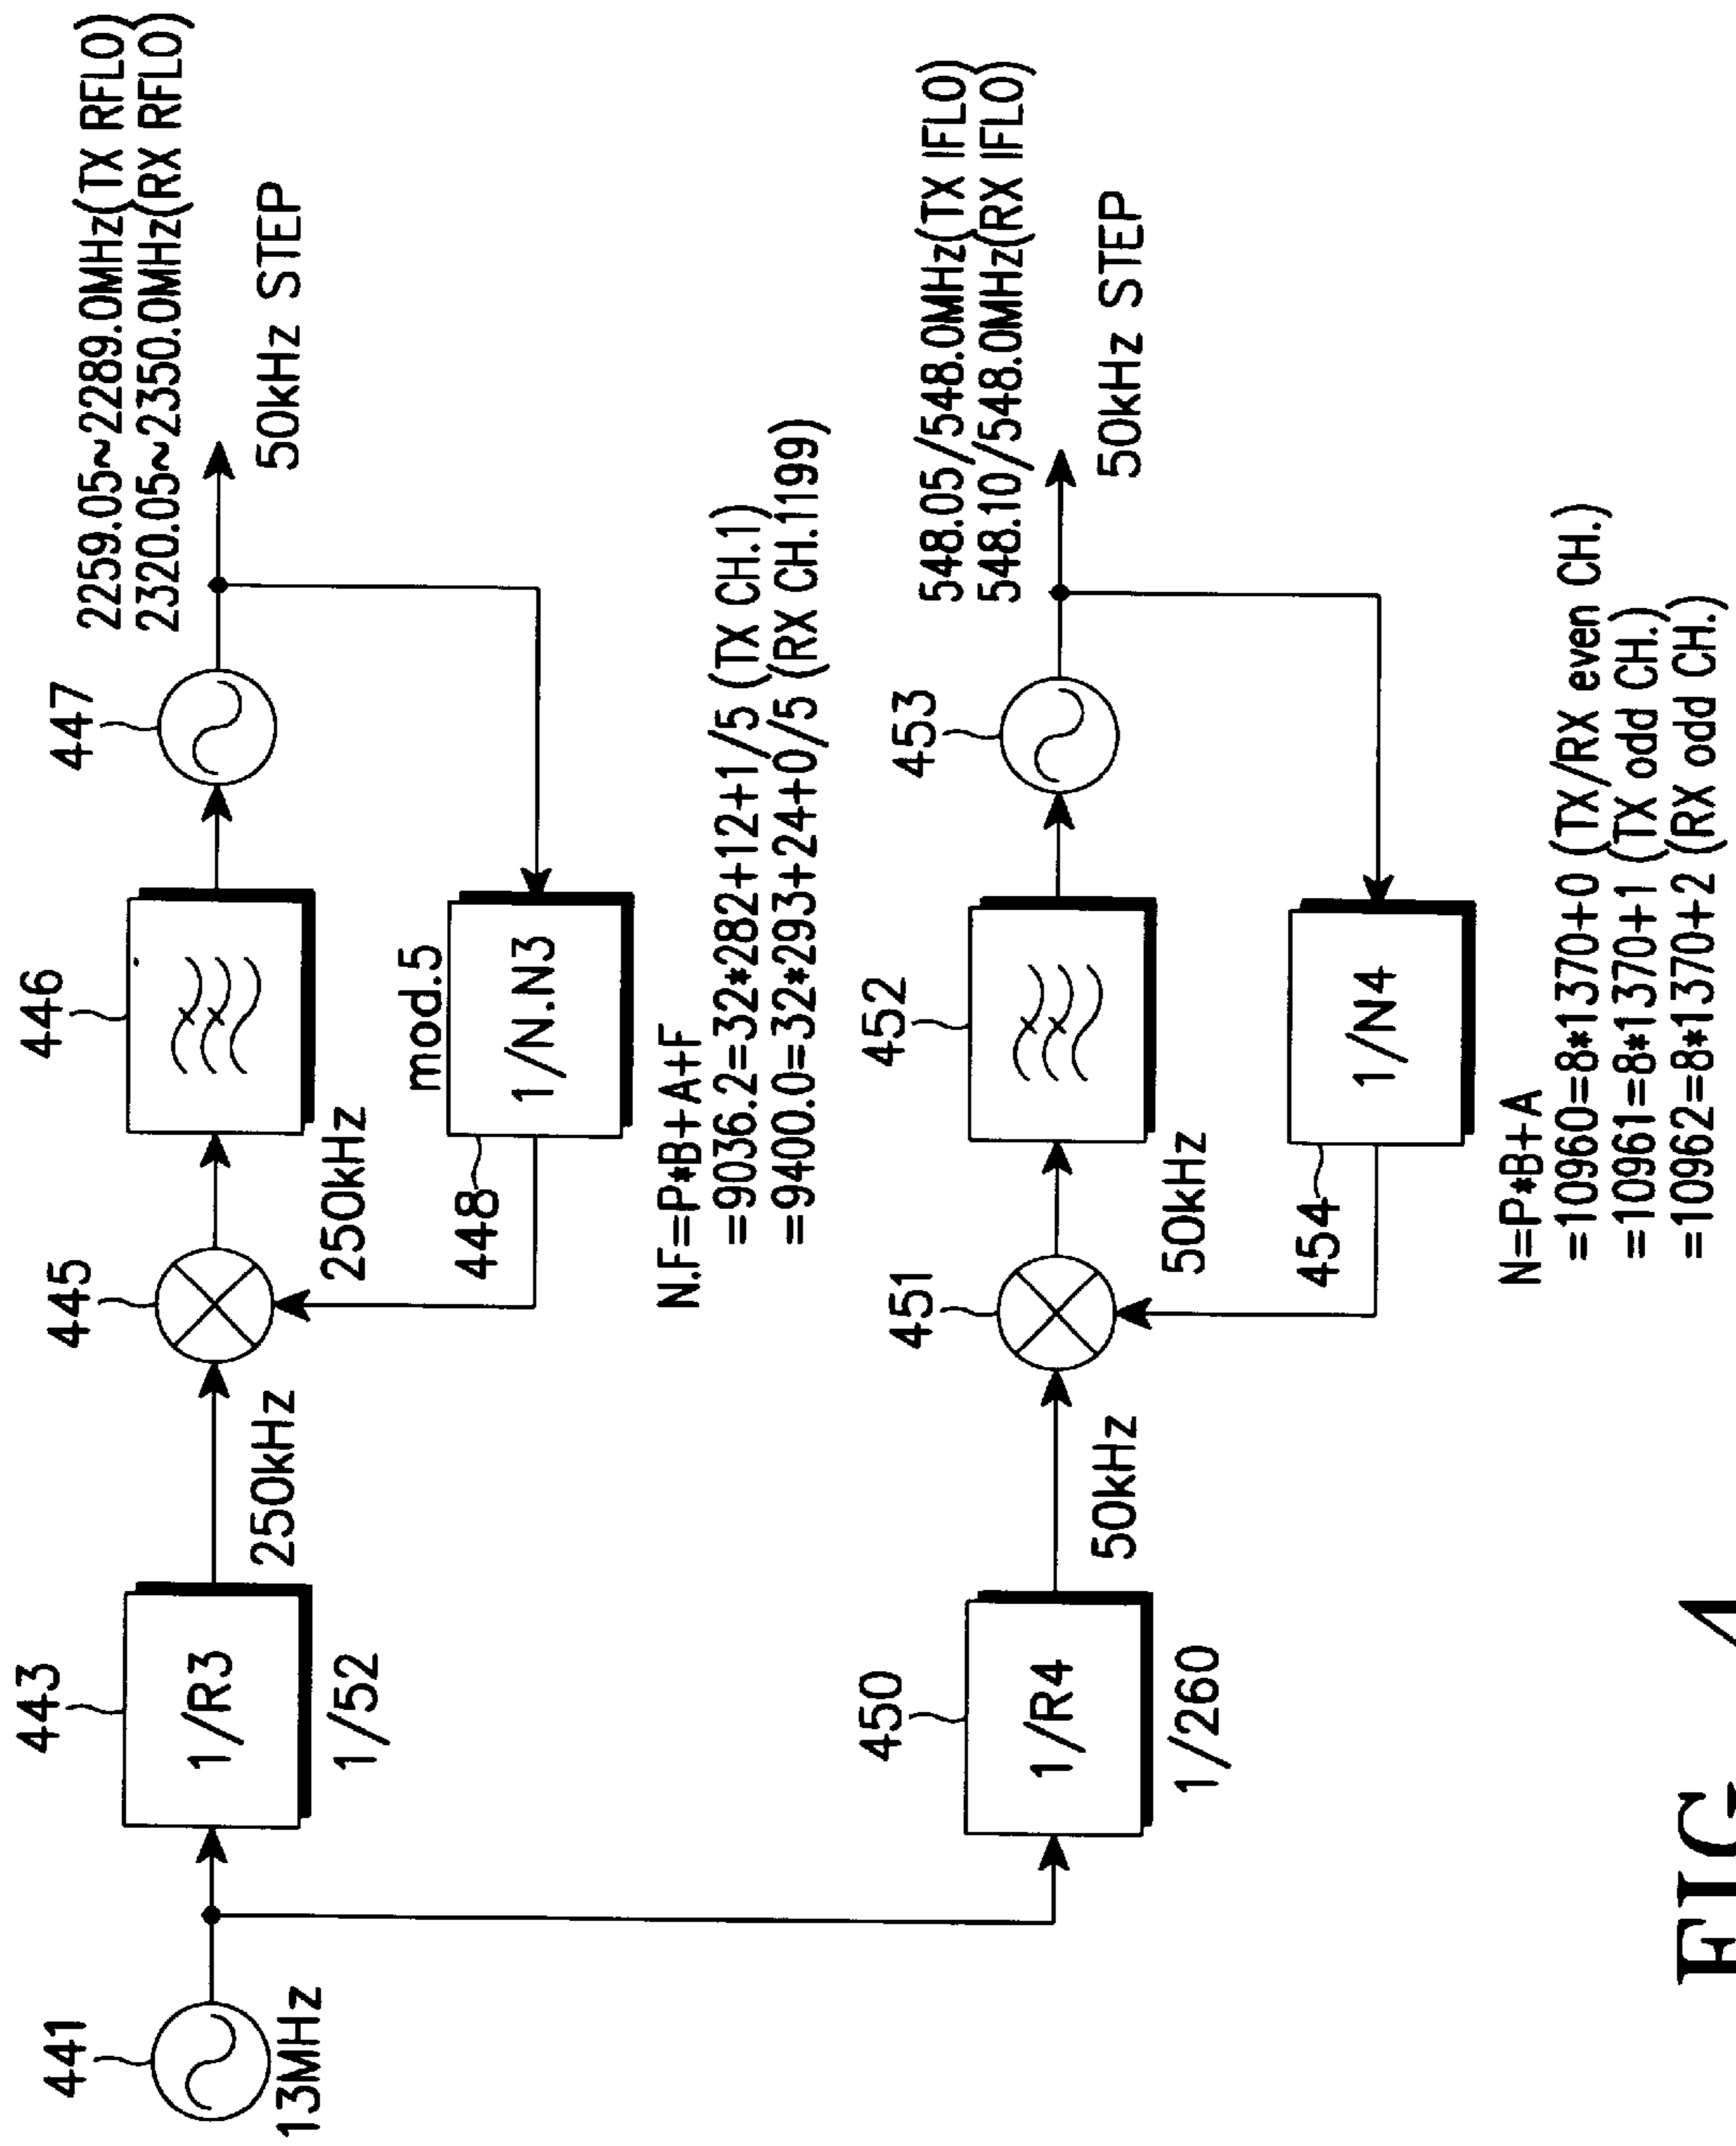 441
13MHz
443
1/R3
1/52
250kHz
445
250kHz
446
447
2259.05~2289.0MHz(TX RFLO)
2320.05~2350.0MHz(RX RFLO)
50kHz STEP
mod.5
1/N.N3
448
N.F=P*B+A+F
=9036.2=32*282+12+1/5 (TX CH.1)
=9400.0=32*293+24+0/5 (RX CH.1199)
450
1/R4
1/260
50kHz
451
50kHz
452
453
548.05/548.0MHz(TX IFLO)
548.10/548.0MHz(RX IFLO)
50kHz STEP
1/N4
454
N=P*B+A
=10960=8*1370+0 (TX/RX even CH.)
=10961=8*1370+1 (TX odd CH.)
=10962=8*1370+2 (RX odd CH.)
FIG. 4